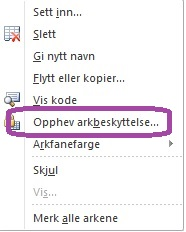 Sett inn...
Slett
Gi nytt navn
Flytt eller kopier...
Vis kode
Opphev arkbeskyttelse...
Arkfanefarge
Skjul
Vis...
Merk alle arkene